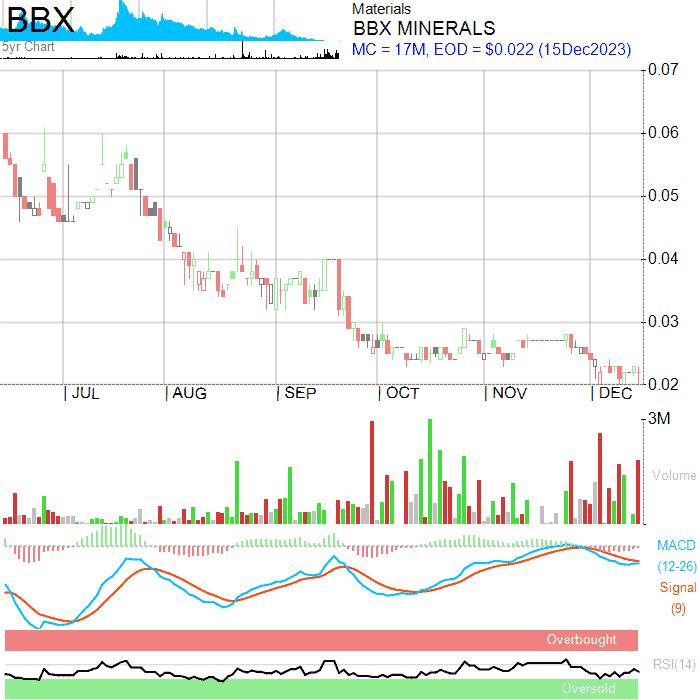 BBX
5yr Chart
Materials
BBX MINERALS
MC = 17M, EOD = $0.022 (15Dec2023)
0.07
0.06
0.05
0.04
0.03
0.02
JUL AUG SEP OCT NOV DEC
3M
Volume
MACD
(12-26)
Signal
(9)
Overbought
RSI(14)
Oversold